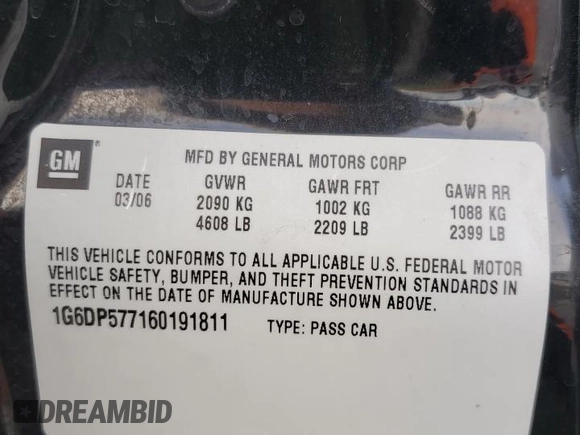 GM
MFD BY GENERAL MOTORS CORP
DATE GVWR GAWR FRT GAWR RR
03/06 2090 KG 1002 KG 1088 KG
4608 LB 2209 LB 2399 LB
THIS VEHICLE CONFORMS TO ALL APPLICABLE U.S. FEDERAL MOTOR
VEHICLE SAFETY, BUMPER, AND THEFT PREVENTION STANDARDS IN
EFFECT ON THE DATE OF MANUFACTURE SHOWN ABOVE.
1G6DP577160191811 TYPE: PASS CAR
DREAMBID